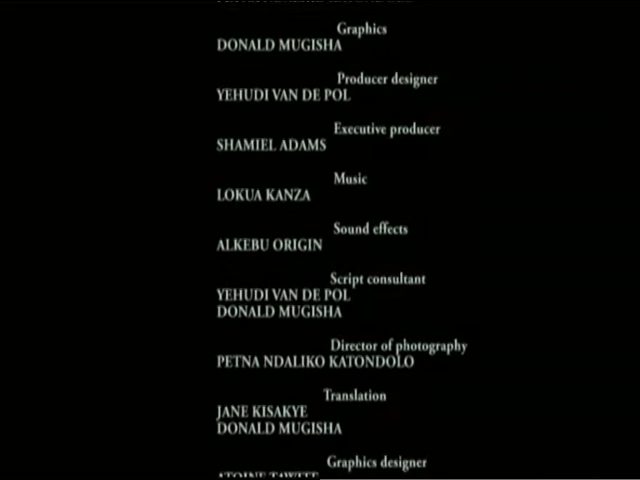 Graphics
DONALD MUGISHA
Producer designer
YEHUDI VAN DE POL
Executive producer
SHAMIEL ADAMS
Music
LOKUA KANZA
Sound effects
ALKEBU ORIGIN
Script consultant
YEHUDI VAN DE POL
DONALD MUGISHA
Director of photography
PETNA NDALIKO KATONDOLO
Translation
JANE KISAKYE
DONALD MUGISHA
Graphics designer